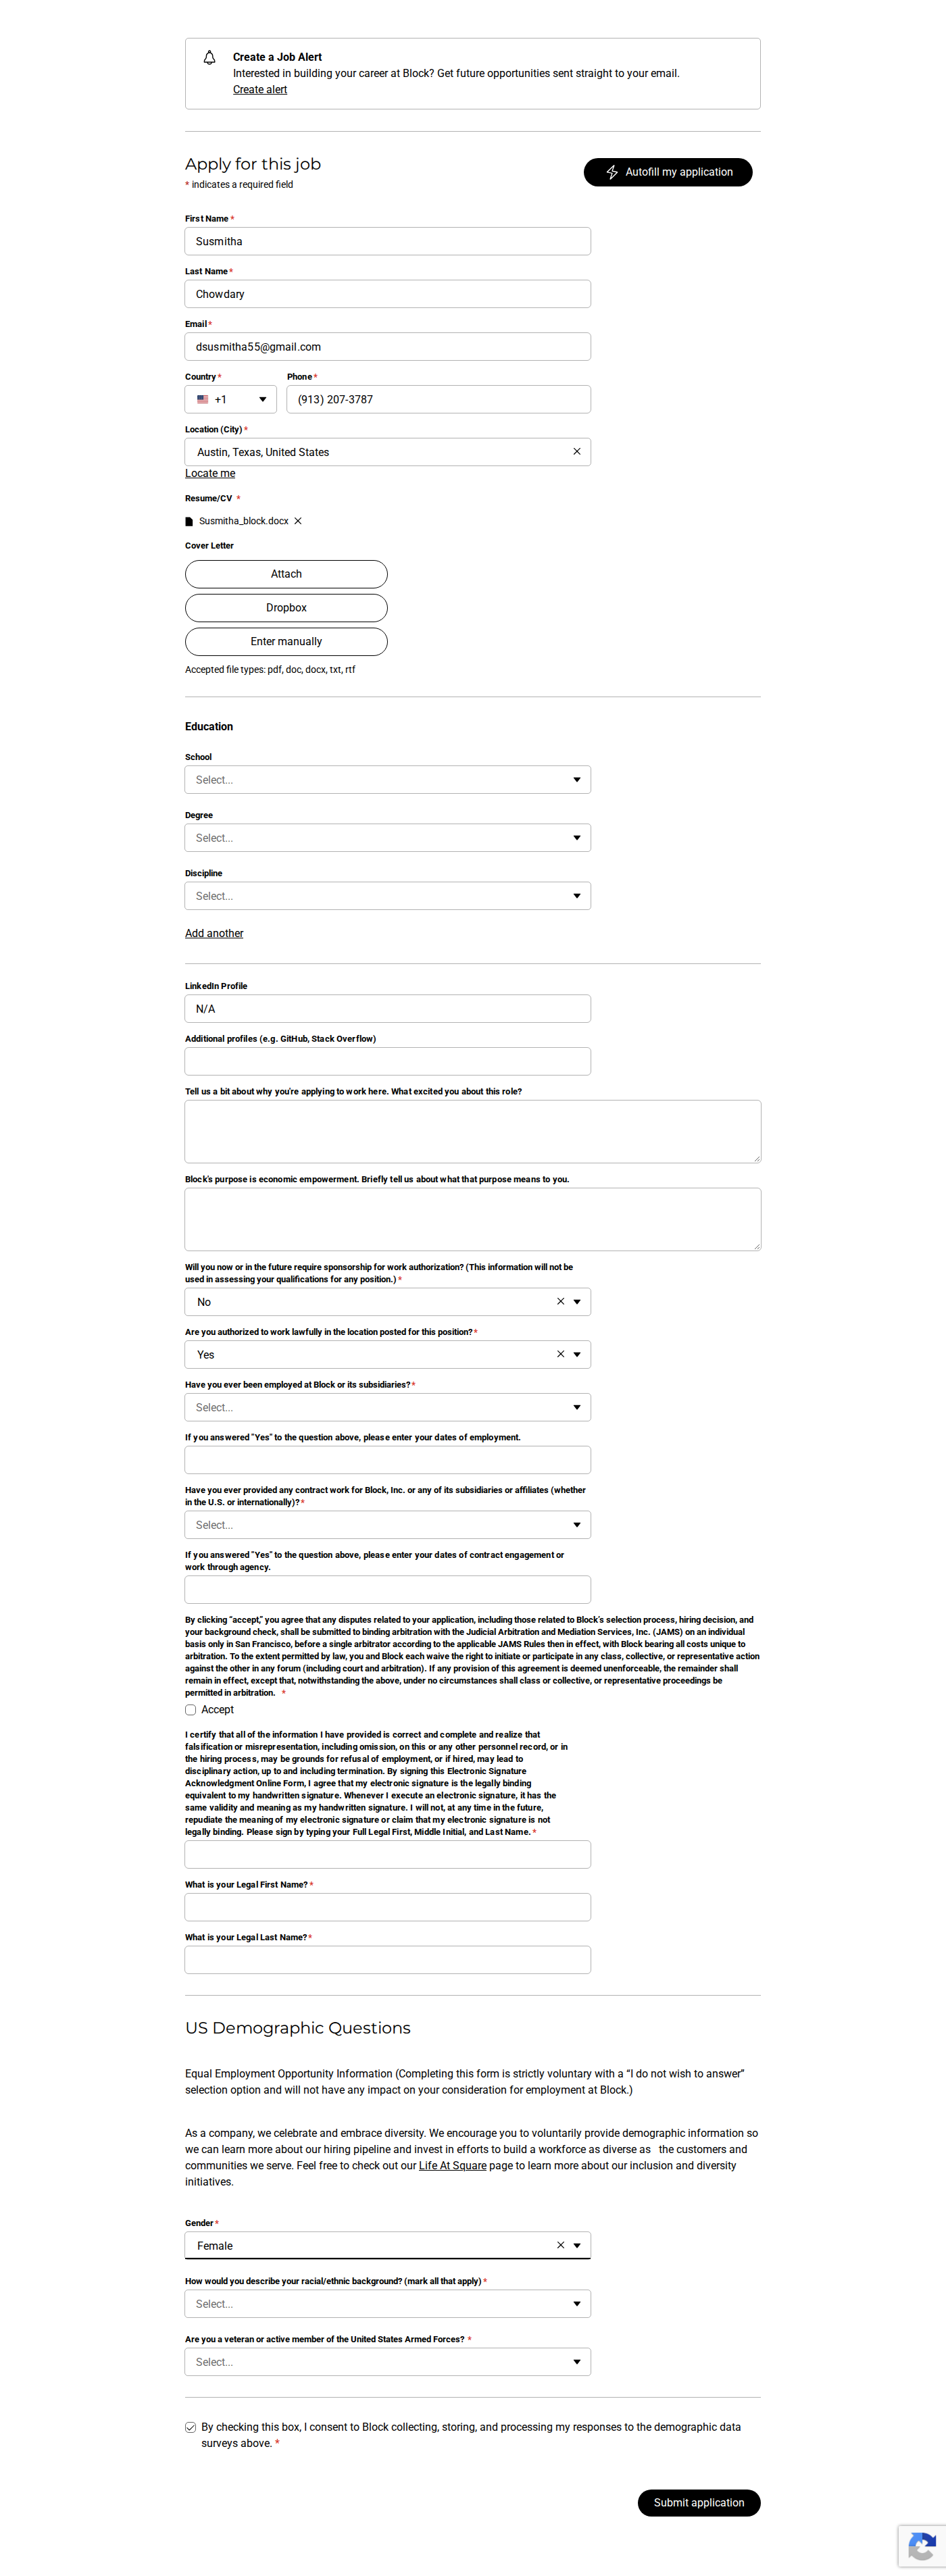 Create a Job Alert
Interested in building your career at Block? Get future opportunities sent straight to your email.
Create alert
Apply for this job
Autofill my application
* indicates a required field
First Name *
Susmitha
Last Name *
Chowdary
Email *
dsusmitha55@gmail.com
Country * Phone *
+1 (913) 207-3787
Location (City) *
Austin, Texas, United States
Locate me
Resume/CV *
Susmitha_block.docx
Cover Letter
Attach
Dropbox
Enter manually
Accepted file types: pdf, doc, docx, txt, rtf
Education
School
Select...
Degree
Select...
Discipline
Select...
Add another
LinkedIn Profile
N/A
Additional profiles (e.g. GitHub, Stack Overflow)
Tell us a bit about why you're applying to work here. What excited you about this role?
Block's purpose is economic empowerment. Briefly tell us about what that purpose means to you.
Will you now or in the future require sponsorship for work authorization? (This information will not be
used in assessing your qualifications for any position.) *
No
Are you authorized to work lawfully in the location posted for this position? *
Yes
Have you ever been employed at Block or its subsidiaries? *
Select...
If you answered "Yes" to the question above, please enter your dates of employment.
Have you ever provided any contract work for Block, Inc. or any of its subsidiaries or affiliates (whether
in the U.S. or internationally)? *
Select...
If you answered "Yes" to the question above, please enter your dates of contract engagement or
work through agency.
By clicking “accept,” you agree that any disputes related to your application, including those related to Block’s selection process, hiring decision, and
your background check, shall be submitted to binding arbitration with the Judicial Arbitration and Mediation Services, Inc. (JAMS) on an individual
basis only in San Francisco, before a single arbitrator according to the applicable JAMS Rules then in effect, with Block bearing all costs unique to
arbitration. To the extent permitted by law, you and Block each waive the right to initiate or participate in any class, collective, or representative action
against the other in any forum (including court and arbitration). If any provision of this agreement is deemed unenforceable, the remainder shall
remain in effect, except that, notwithstanding the above, under no circumstances shall class or collective, or representative proceedings be
permitted in arbitration. *
Accept
I certify that all of the information I have provided is correct and complete and realize that
falsification or misrepresentation, including omission, on this or any other personnel record, or in
the hiring process, may be grounds for refusal of employment, or if hired, may lead to
disciplinary action, up to and including termination. By signing this Electronic Signature
Acknowledgment Online Form, I agree that my electronic signature is the legally binding
equivalent to my handwritten signature. Whenever I execute an electronic signature, it has the
same validity and meaning as my handwritten signature. I will not, at any time in the future,
repudiate the meaning of my electronic signature or claim that my electronic signature is not
legally binding. Please sign by typing your Full Legal First, Middle Initial, and Last Name. *
What is your Legal First Name? *
What is your Legal Last Name? *
US Demographic Questions
Equal Employment Opportunity Information (Completing this form is strictly voluntary with a “I do not wish to answer”
selection option and will not have any impact on your consideration for employment at Block.)
As a company, we celebrate and embrace diversity. We encourage you to voluntarily provide demographic information so
we can learn more about our hiring pipeline and invest in efforts to build a workforce as diverse as the customers and
communities we serve. Feel free to check out our Life At Square page to learn more about our inclusion and diversity
initiatives.
Gender *
Female
How would you describe your racial/ethnic background? (mark all that apply) *
Select...
Are you a veteran or active member of the United States Armed Forces? *
Select...
By checking this box, I consent to Block collecting, storing, and processing my responses to the demographic data
surveys above. *
Submit application